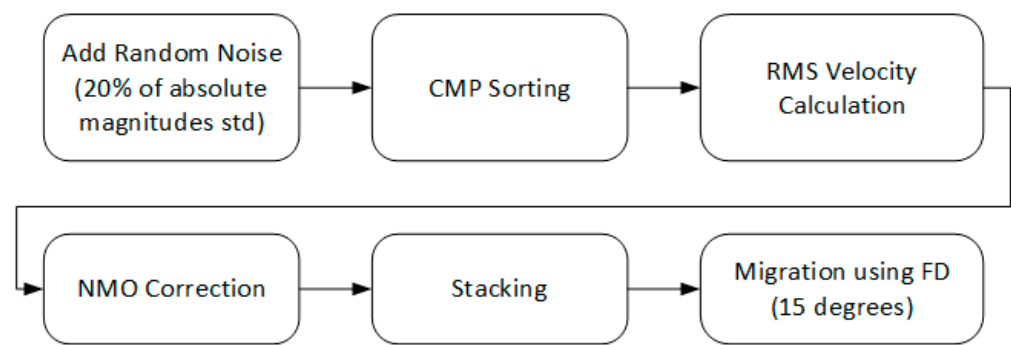 Add Random Noise
(20% of absolute
magnitudes std)
CMP Sorting
RMS Velocity
Calculation
NMO Correction
Stacking
Migration using FD
(15 degrees)